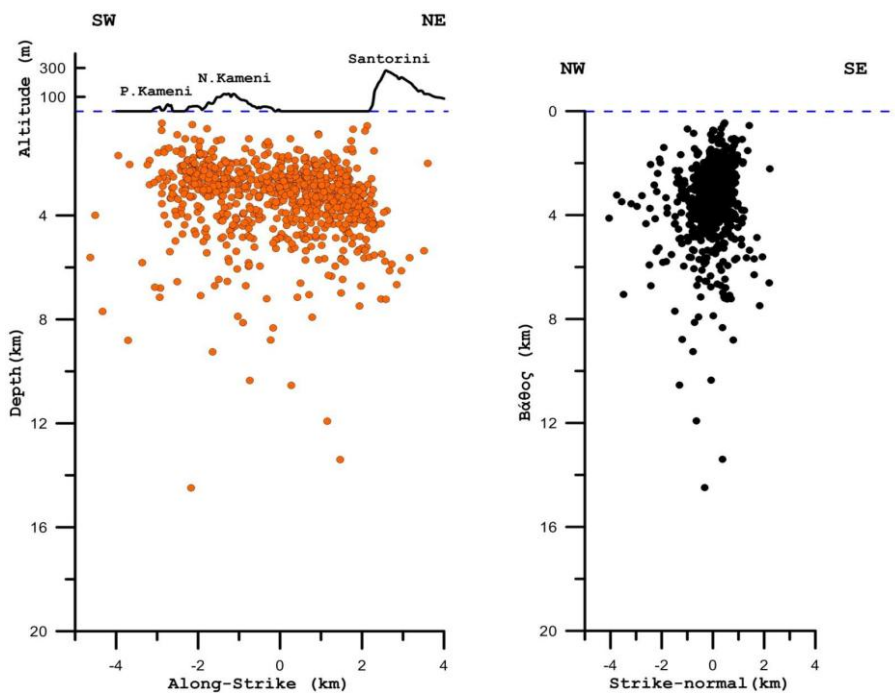 SW NE
Altitude (m)
300
100
P.Kameni
N.Kameni
Santorini
Depth(km)
4
8
12
16
20
-4 -2 0 2 4
Along-Strike (km)
NW SE
Βάθος (km)
0
4
8
12
16
20
-4 -2 0 2 4
Strike-normal(km)